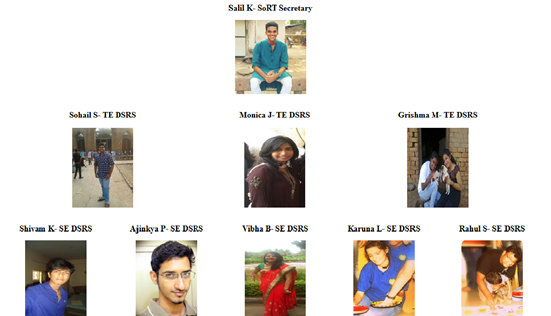 Salil K- SoRT Secretary
Sohail S- TE DSRS Monica J- TE DSRS Grishma M- TE DSRS
Shivam K- SE DSRS Ajinkya P- SE DSRS Vibha B- SE DSRS Karuna L- SE DSRS Rahul S- SE DSRS